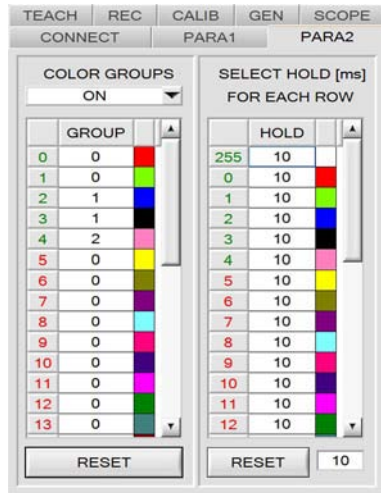 TEACH REC CALIB GEN SCOPE
CONNECT PARA1 PARA2
COLOR GROUPS
ON
GROUP
0 0
1 0
2 1
3 1
4 2
5 0
6 0
7 0
8 0
9 0
10 0
11 0
12 0
13 0
RESET
SELECT HOLD [ms]
FOR EACH ROW
HOLD
255 10
0 10
1 10
2 10
3 10
4 10
5 10
6 10
7 10
8 10
9 10
10 10
11 10
12 10
RESET 10